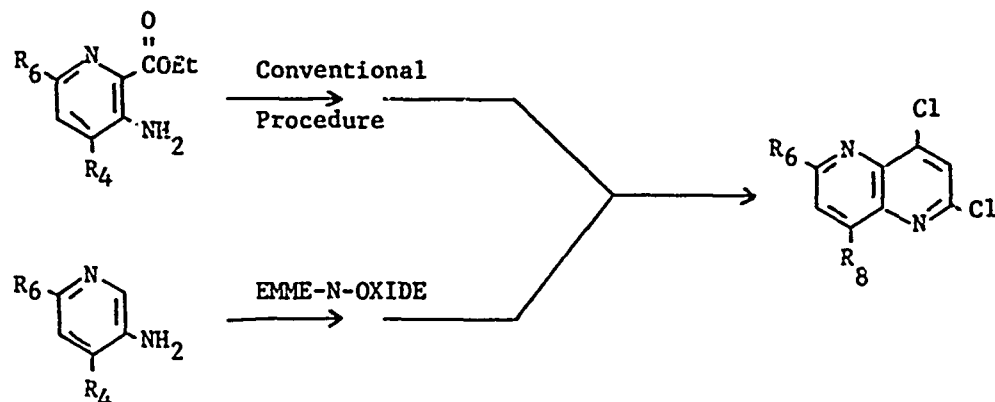 O
"
R6 N COEt
NH2
R4
Conventional
Procedure
R6 N
NH2
R4
EMME-N-OXIDE
Cl
R6 N
N Cl
R8